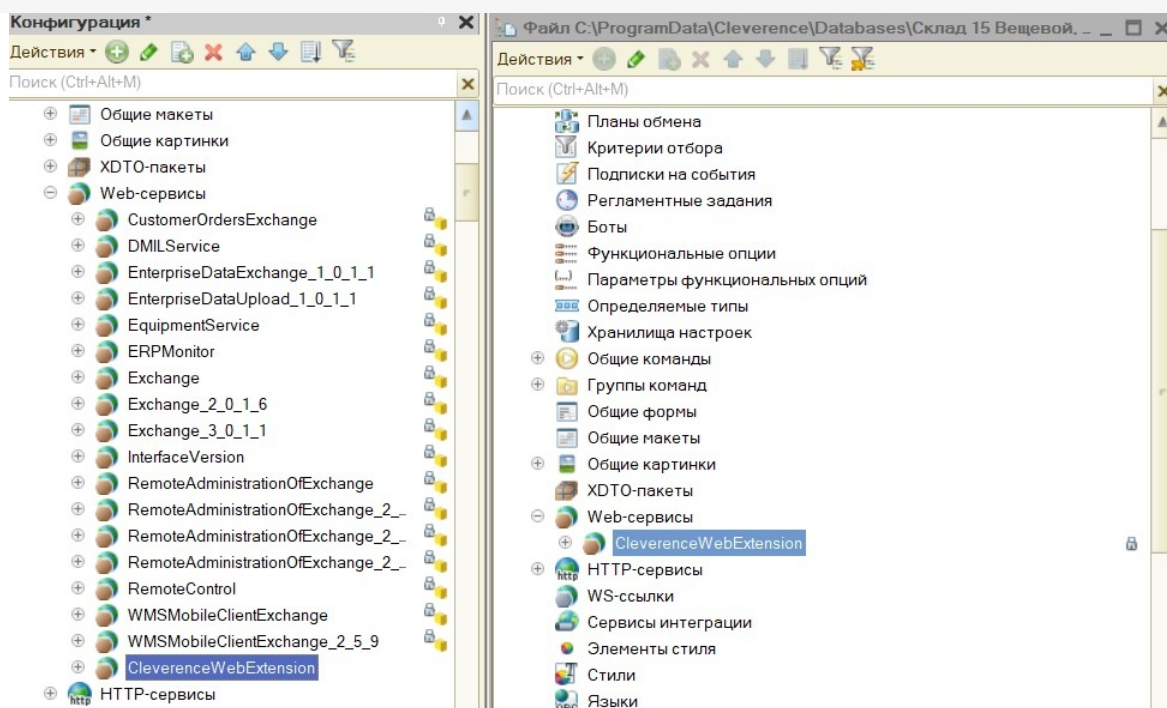 Конфигурация *
Действия
Поиск (Ctrl+Alt+M)
Общие макеты
Общие картинки
XDTO-пакеты
Web-сервисы
CustomerOrdersExchange
DMILService
EnterpriseDataExchange_1_0_1_1
EnterpriseDataUpload_1_0_1_1
EquipmentService
ERPMonitor
Exchange
Exchange_2_0_1_6
Exchange_3_0_1_1
InterfaceVersion
RemoteAdministrationOfExchange
RemoteAdministrationOfExchange_2_...
RemoteAdministrationOfExchange_2_...
RemoteAdministrationOfExchange_2_...
RemoteControl
WMSMobileClientExchange
WMSMobileClientExchange_2_5_9
CleverenceWebExtension
http
HTTP-сервисы
Файл C:\ProgramData\Cleverence\Databases\Склад 15 Вещевой, ...
Действия
Поиск (Ctrl+Alt+M)
Планы обмена
Критерии отбора
Подписки на события
Регламентные задания
Боты
Функциональные опции
Параметры функциональных опций
Определяемые типы
Хранилища настроек
Общие команды
Группы команд
Общие формы
Общие макеты
Общие картинки
XDTO-пакеты
Web-сервисы
CleverenceWebExtension
http
HTTP-сервисы
WS-ссылки
Сервисы интеграции
Элементы стиля
Стили
Языки